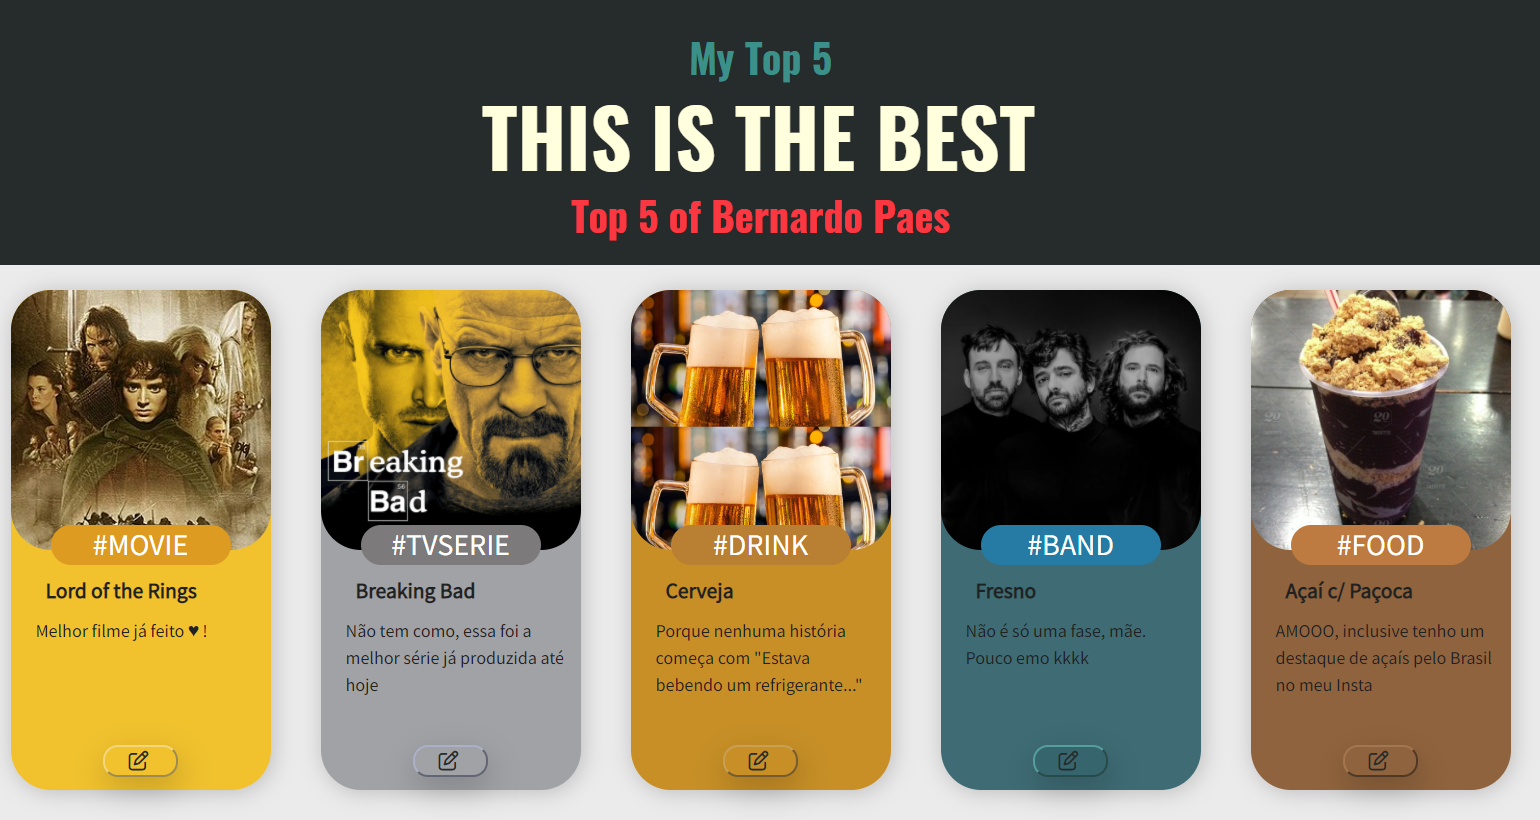 My Top 5
THIS IS THE BEST
Top 5 of Bernardo Paes
Breaking
56
Bad
#MOVIE
Lord of the Rings
Melhor filme já feito ♥ !
#TVSERIE
Breaking Bad
Não tem como, essa foi a
melhor série já produzida até
hoje
#DRINK
Cerveja
Porque nenhuma história
começa com "Estava
bebendo um refrigerante..."
#BAND
Fresno
Não é só uma fase, mãe.
Pouco emo kkkk
#FOOD
Açaí c/ Paçoca
AMOOO, inclusive tenho um
destaque de açaís pelo Brasil
no meu Insta